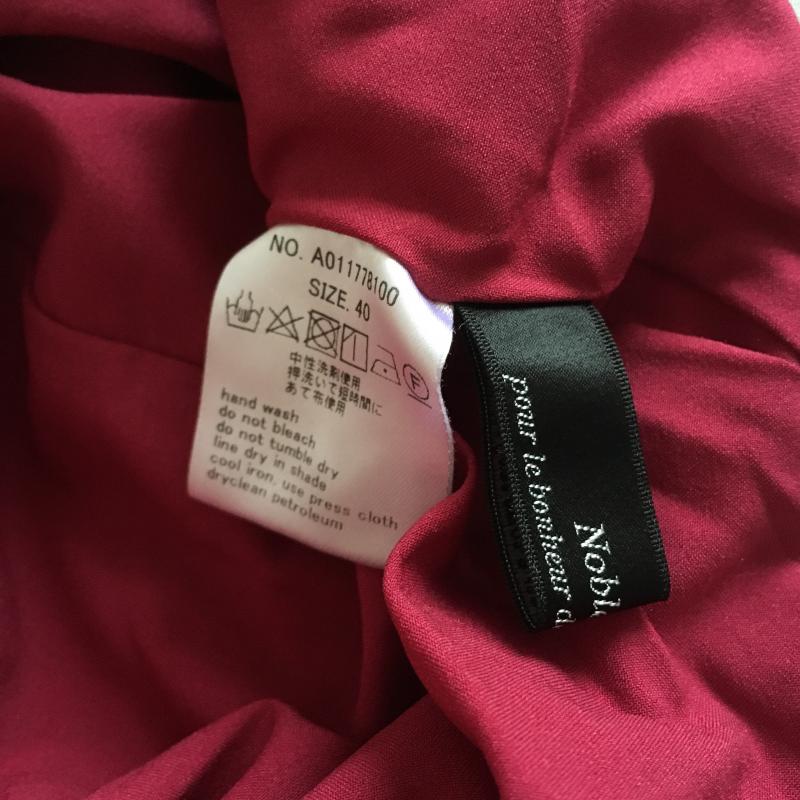 NO. A011778100
SIZE. 40
中性洗剤使用
押洗いで短時間に
あて布使用
hand wash
do not bleach
do not tumble dry
line dry in shade
cool iron, use press cloth
dryclean petroleum
F
pour le bonheur d
Nobl